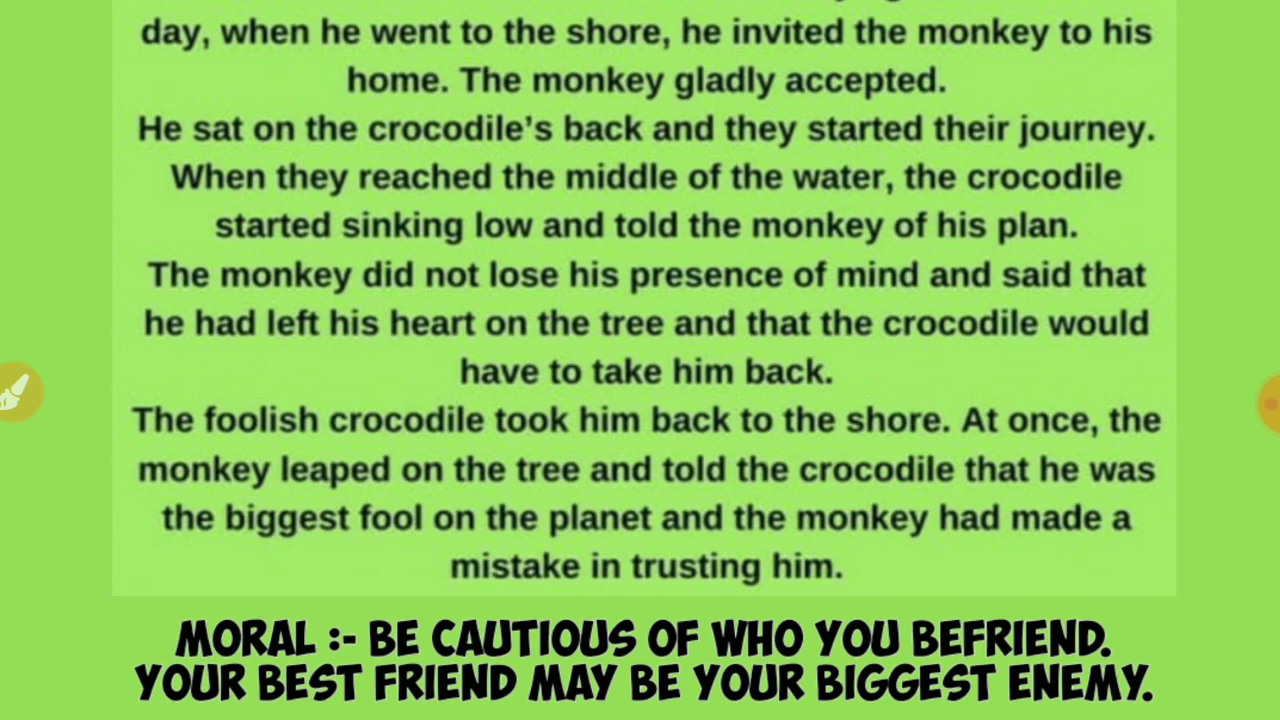 day, when he went to the shore, he invited the monkey to his
home. The monkey gladly accepted.
He sat on the crocodile’s back and they started their journey.
When they reached the middle of the water, the crocodile
started sinking low and told the monkey of his plan.
The monkey did not lose his presence of mind and said that
he had left his heart on the tree and that the crocodile would
have to take him back.
The foolish crocodile took him back to the shore. At once, the
monkey leaped on the tree and told the crocodile that he was
the biggest fool on the planet and the monkey had made a
mistake in trusting him.
MORAL :- BE CAUTIOUS OF WHO YOU BEFRIEND.
YOUR BEST FRIEND MAY BE YOUR BIGGEST ENEMY.